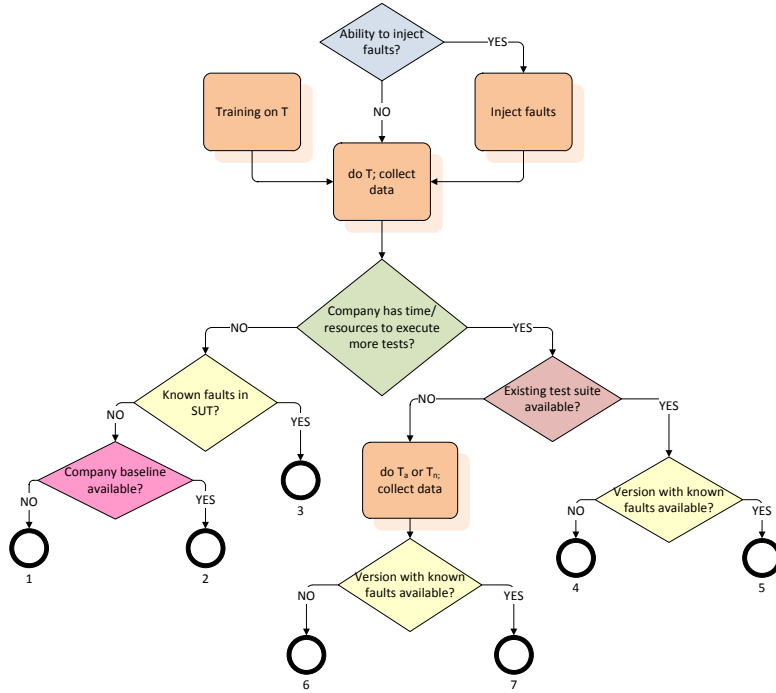 Ability to inject
faults?
YES
Training on T
Inject faults
NO
do T; collect
data
Company has time/
resources to execute
more tests?
NO
YES
Known faults in
SUT?
Existing test suite
available?
NO
YES
NO
YES
Company baseline
available?
do Ta or Tn;
collect data
Version with known
faults available?
NO
YES
3
NO
YES
1
2
Version with known
faults available?
4
5
NO
YES
6
7